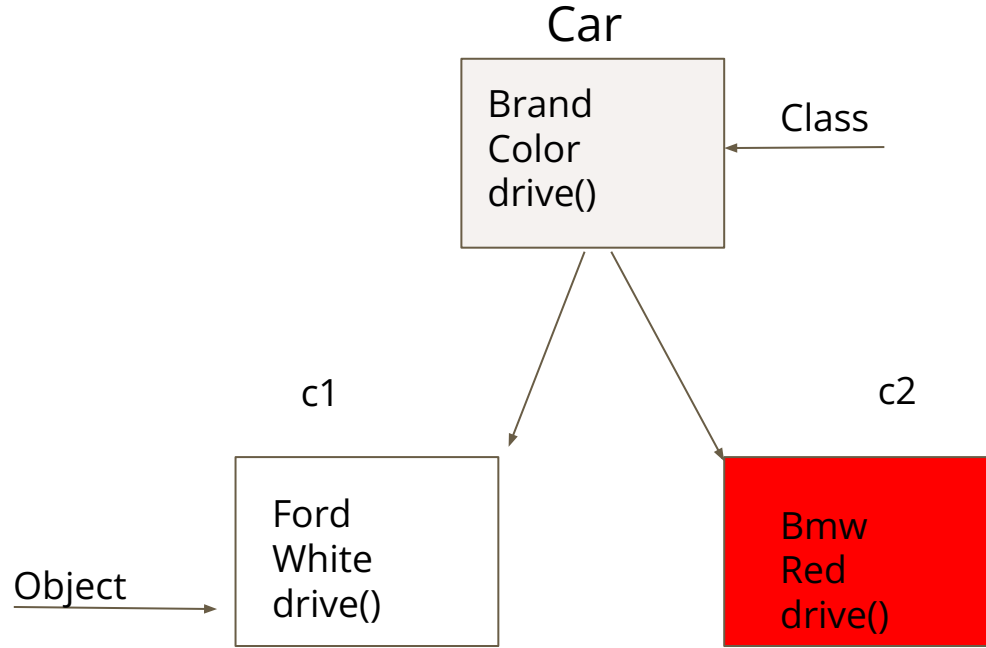 Car
Brand
Color
drive()
Class
c1
c2
Ford
White
drive()
Bmw
Red
drive()
Object